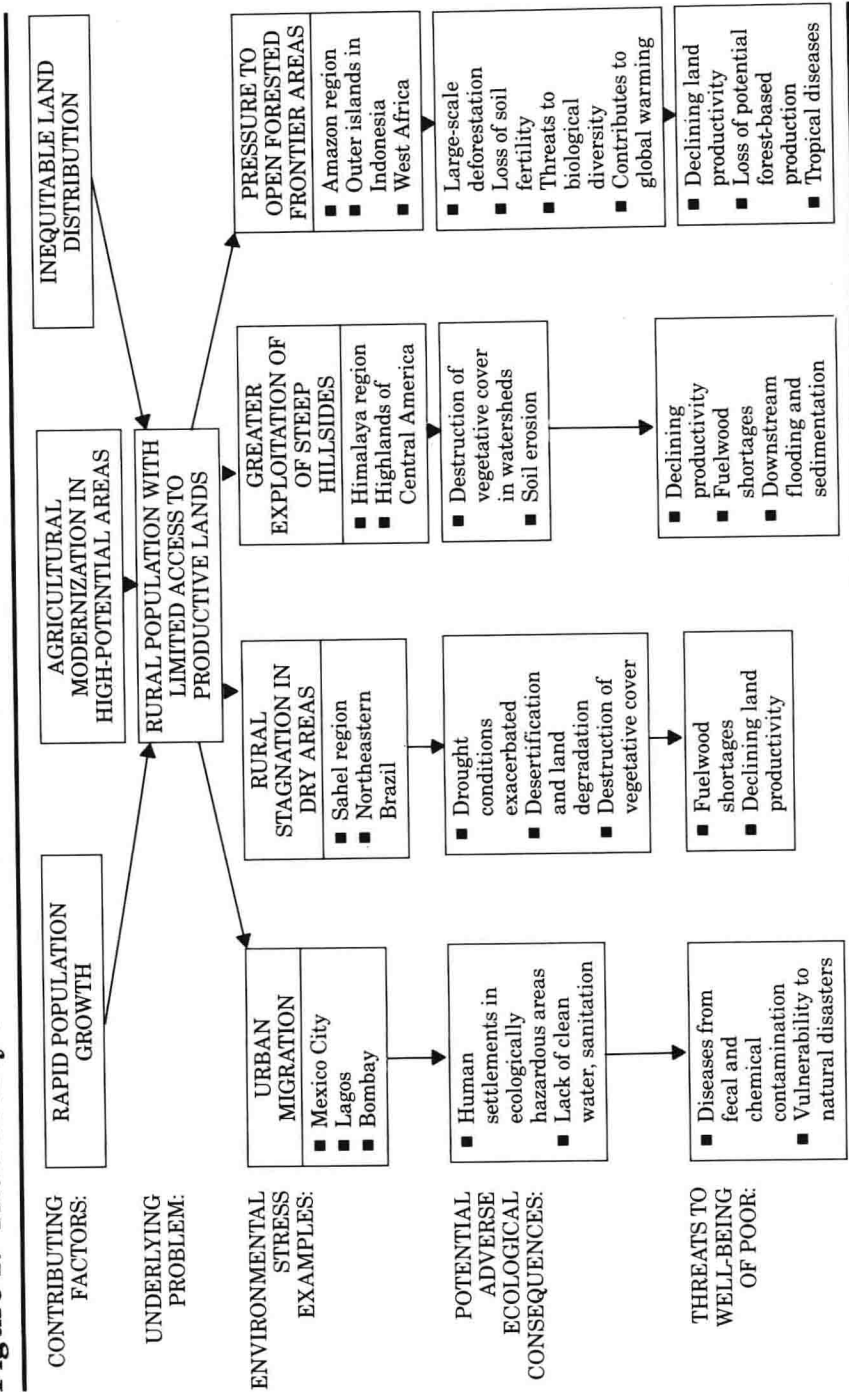 CONTRIBUTING
FACTORS:
RAPID POPULATION
GROWTH
AGRICULTURAL
MODERNIZATION IN
HIGH-POTENTIAL AREAS
INEQUITABLE LAND
DISTRIBUTION
UNDERLYING
PROBLEM:
RURAL POPULATION WITH
LIMITED ACCESS TO
PRODUCTIVE LANDS
ENVIRONMENTAL
STRESS
EXAMPLES:
URBAN
MIGRATION
■ Mexico City
■ Lagos
■ Bombay
RURAL
STAGNATION IN
DRY AREAS
■ Sahel region
■ Northeastern
Brazil
GREATER
EXPLOITATION OF
OF STEEP
HILLSIDES
■ Himalaya region
■ Highlands of
Central America
PRESSURE TO
OPEN FORESTED
FRONTIER AREAS
■ Amazon region
■ Outer islands in
Indonesia
■ West Africa
POTENTIAL
ADVERSE
ECOLOGICAL
CONSEQUENCES:
■ Human
settlements in
ecologically
hazardous areas
■ Lack of clean
water, sanitation
■ Drought
conditions
exacerbated
■ Desertification
and land
degradation
■ Destruction of
vegetative cover
■ Destruction of
vegetative cover
in watersheds
■ Soil erosion
■ Large-scale
deforestation
■ Loss of soil
fertility
■ Threats to
biological
diversity
■ Contributes to
global warming
THREATS TO
WELL-BEING
OF POOR:
■ Diseases from
fecal and
chemical
contamination
■ Vulnerability to
natural disasters
■ Fuelwood
shortages
■ Declining land
productivity
■ Declining
productivity
■ Fuelwood
shortages
■ Downstream
flooding and
sedimentation
■ Declining land
productivity
■ Loss of potential
forest-based
production
■ Tropical diseases